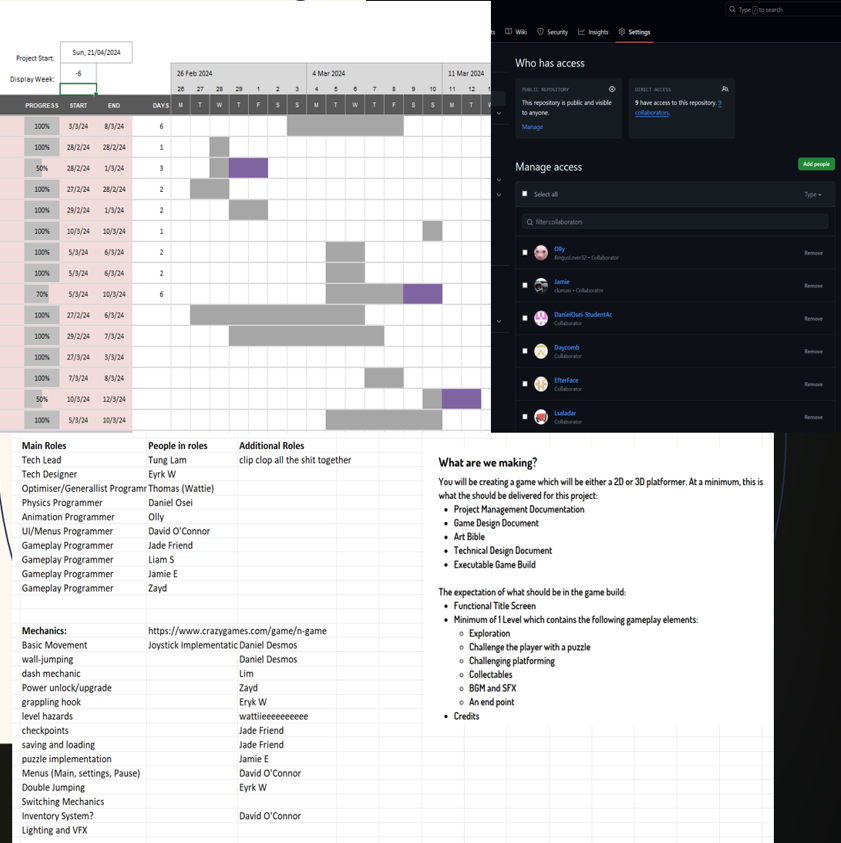 Project Start:
Sun, 21/04/2024
Display Week:
-6
26 Feb 2024
4 Mar 2024
11 Mar 2024
26 27 28 29 1 2 3 4 5 6 7 8 9 10 11 12
PROGRESS START END DAYS M T W T F S S M T W T F S S M T
100% 3/3/24 8/3/24 6
100% 28/2/24 28/2/24 1
50% 28/2/24 1/3/24 3
100% 27/2/24 28/2/24 2
100% 29/2/24 1/3/24 2
100% 10/3/24 10/3/24 1
100% 5/3/24 6/3/24 2
100% 5/3/24 6/3/24 2
70% 5/3/24 10/3/24 6
100% 27/2/24 6/3/24
100% 29/2/24 7/3/24
100% 27/3/24 3/3/24
100% 7/3/24 8/3/24
50% 10/3/24 12/3/24
100% 5/3/24 10/3/24
Type / to search
Wiki Security Insights Settings
Who has access
PUBLIC REPOSITORY
This repository is public and visible
to anyone.
Manage
DIRECT ACCESS
9 have access to this repository. 9
collaborators.
Manage access
Add people
Select all
Type
filter:collaborators
Olly
BingusLover32 • Collaborator
Remove
Jamie
Collaborator
Remove
DanielOsei-StudentAc
Collaborator
Remove
Daycomb
Collaborator
Remove
EfterFace
Collaborator
Remove
Lsaladar
Collaborator
Remove
Main Roles People in roles Additional Roles
Tech Lead Tung Lam clip clop all the shit together
Tech Designer Eyrk W
Optimiser/Generallist Programr Thomas (Wattie)
Physics Programmer Daniel Osei
Animation Programmer Olly
UI/Menus Programmer David O'Connor
Gameplay Programmer Jade Friend
Gameplay Programmer Liam S
Gameplay Programmer Jamie E
Gameplay Programmer Zayd
Mechanics: https://www.crazygames.com/game/n-game
Basic Movement Joystick Implementatic Daniel Desmos
wall-jumping Daniel Desmos
dash mechanic Lim
Power unlock/upgrade Zayd
grappling hook Eryk W
level hazards wattiieeeeeeeeee
checkpoints Jade Friend
saving and loading Jade Friend
puzzle implementation Jamie E
Menus (Main, settings, Pause) David O'Connor
Double Jumping Eyrk W
Switching Mechanics
Inventory System? David O'Connor
Lighting and VFX
What are we making?
You will be creating a game which will be either a 2D or 3D platformer. At a minimum, this is
what the should be delivered for this project:
• Project Management Documentation
• Game Design Document
• Art Bible
• Technical Design Document
• Executable Game Build
The expectation of what should be in the game build:
• Functional Title Screen
• Minimum of 1 Level which contains the following gameplay elements:
○ Exploration
○ Challenge the player with a puzzle
○ Challenging platforming
○ Collectables
○ BGM and SFX
○ An end point
• Credits